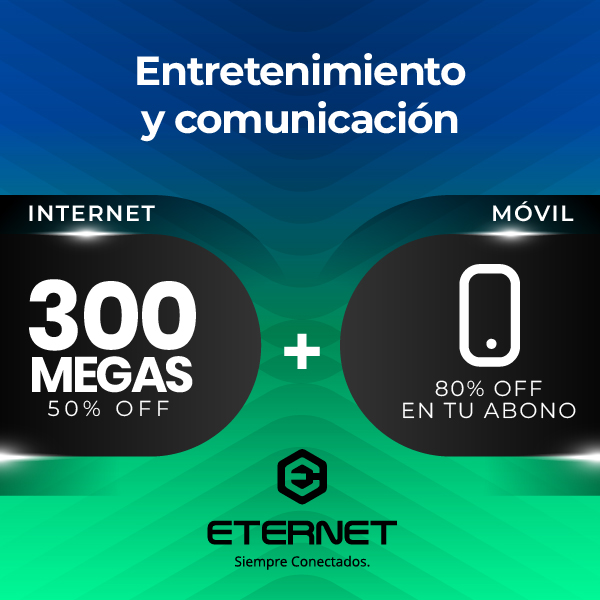 Entretenimiento
y comunicación
INTERNET
MÓVIL
300
MEGAS
50% OFF
+
80% OFF
EN TU ABONO
ETERNET
Siempre Conectados.